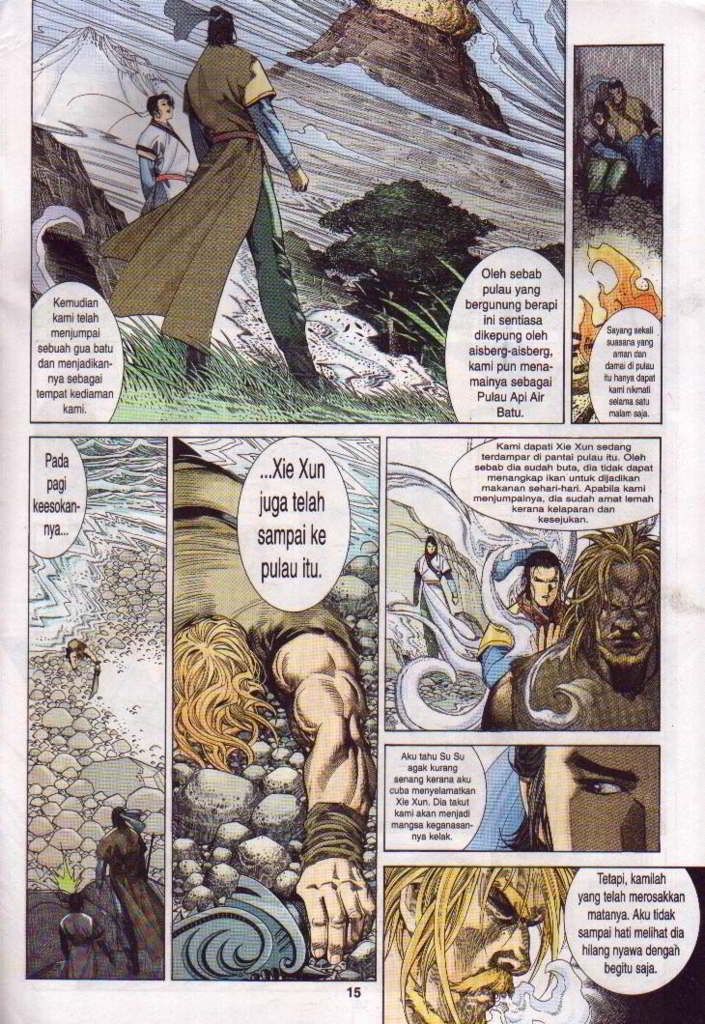 Kemudian
kami telah
menjumpai
sebuah gua batu
dan menjadikan-
nya sebagai
tempat kediaman
kami.
Oleh sebab
pulau yang
bergunung berapi
ini sentiasa
dikepung oleh
aisberg-aisberg,
kami pun mena-
mainya sebagai
Pulau Api Air
Batu.
Sayang sekali
suasana yang
aman dan
damai di pulau
itu hanya dapat
kami nikmati
selama satu
malam saja.
Pada
pagi
keesokan-
nya...
...Xie Xun
juga telah
sampai ke
pulau itu.
Kami dapati Xie Xun sedang
terdampar di pantai pulau itu. Oleh
sebab dia sudah buta, dia tidak dapat
menangkap ikan untuk dijadikan
makanan sehari-hari. Apabila kami
menjumpainya, dia sudah amat lemah
kerana kelaparan dan
kesejukan.
Aku tahu Su Su
agak kurang
senang kerana aku
cuba menyelamatkan
Xie Xun. Dia takut
kami akan menjadi
mangsa keganasan-
nya kelak.
Tetapi, kamilah
yang telah merosakkan
matanya. Aku tidak
sampai hati melihat dia
hilang nyawa dengan
begitu saja.
15